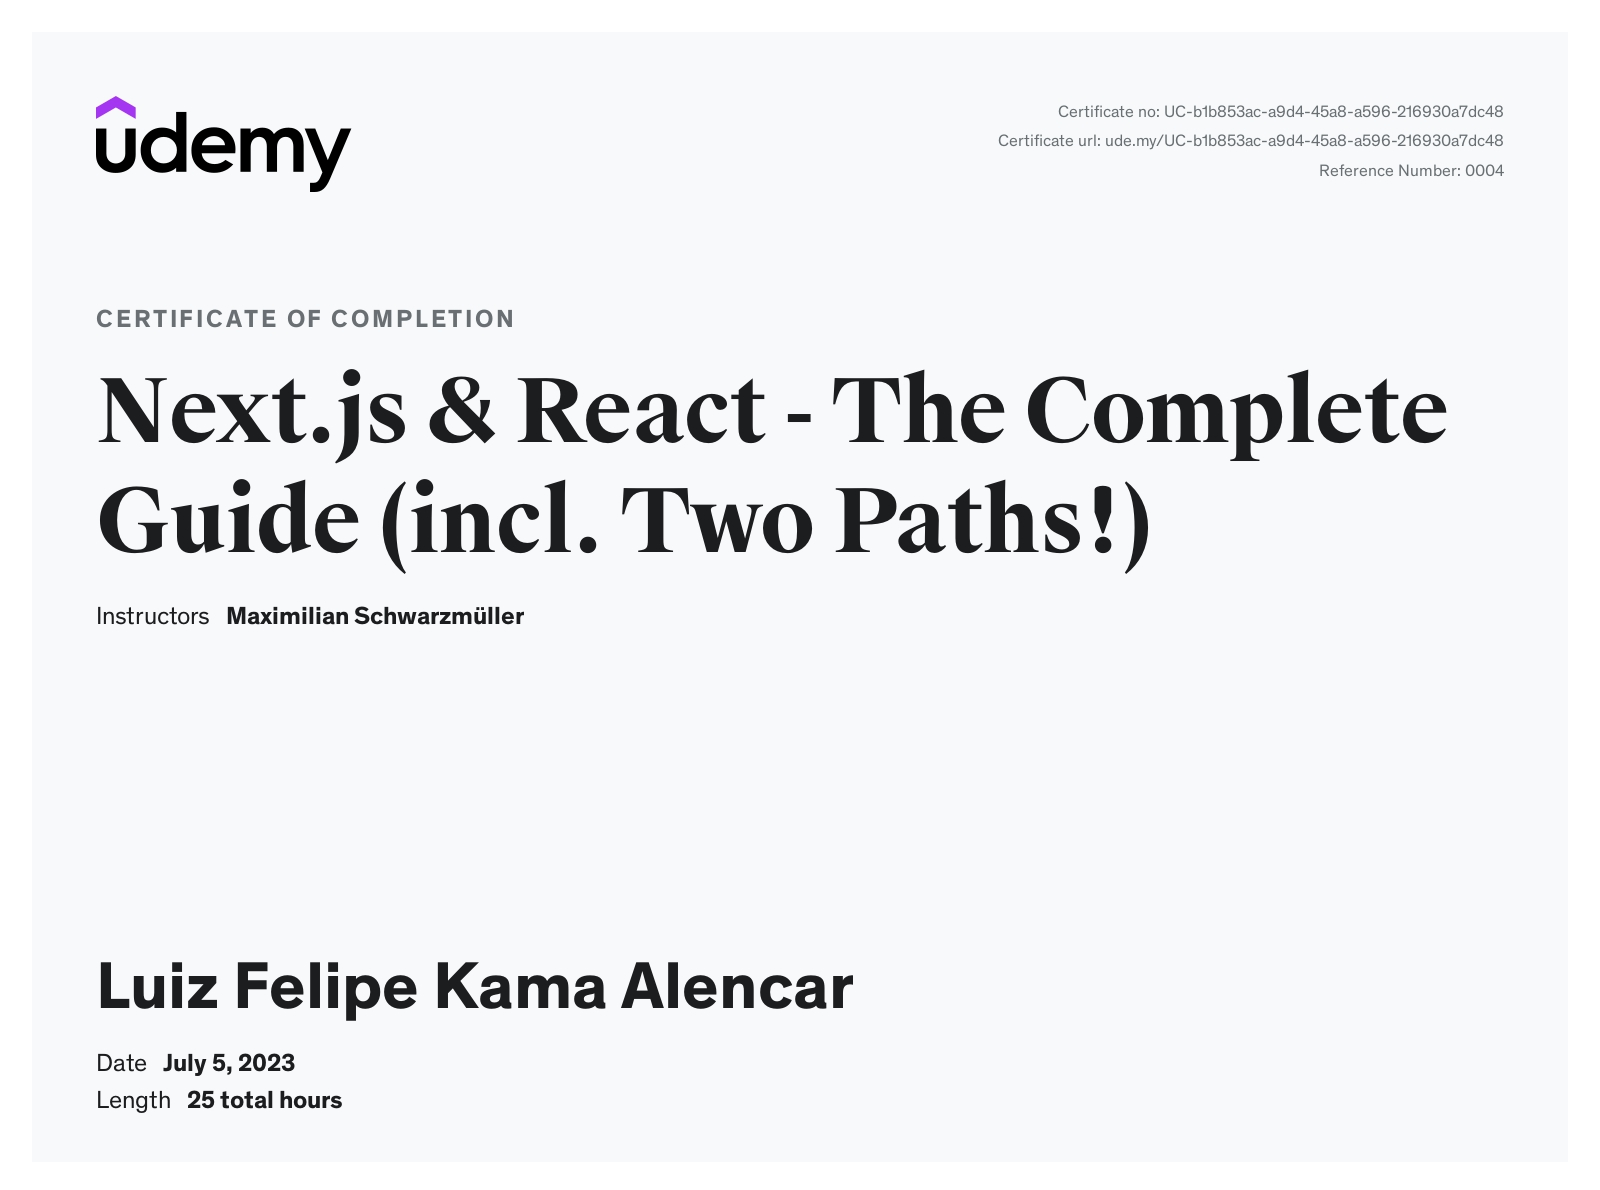 udemy
Certificate no: UC-b1b853ac-a9d4-45a8-a596-216930a7dc48
Certificate url: ude.my/UC-b1b853ac-a9d4-45a8-a596-216930a7dc48
Reference Number: 0004
CERTIFICATE OF COMPLETION
Next.js & React - The Complete
Guide (incl. Two Paths!)
Instructors Maximilian Schwarzmüller
Luiz Felipe Kama Alencar
Date July 5, 2023
Length 25 total hours